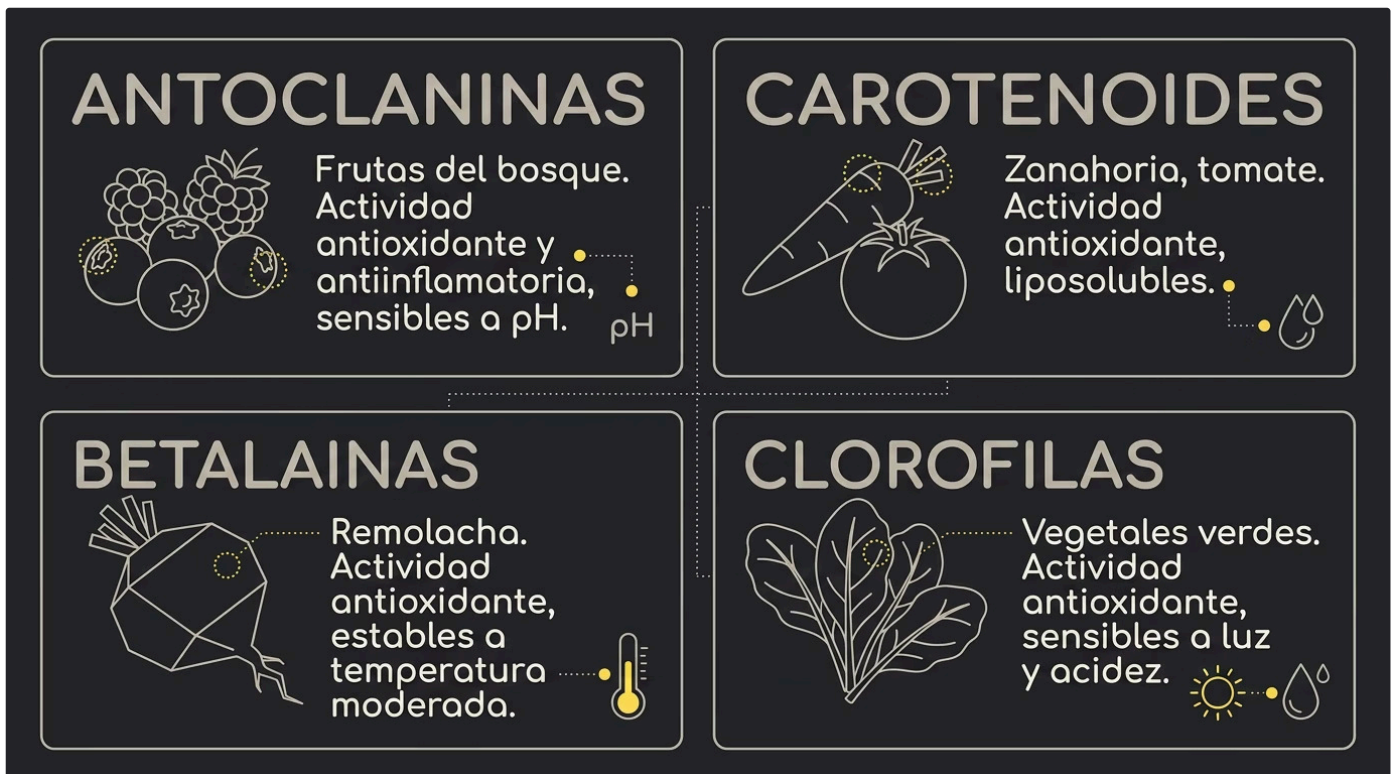 ANTOCLANINAS
Frutas del bosque.
Actividad
antioxidante y
antiinflamatoria,
sensibles a pH.
pH
CAROTENOIDES
Zanahoria, tomate.
Actividad
antioxidante,
liposolubles.
BETALAINAS
Remolacha.
Actividad
antioxidante,
estables a
temperatura
moderada.
CLOROFILAS
Vegetales verdes.
Actividad
antioxidante,
sensibles a luz
y acidez.